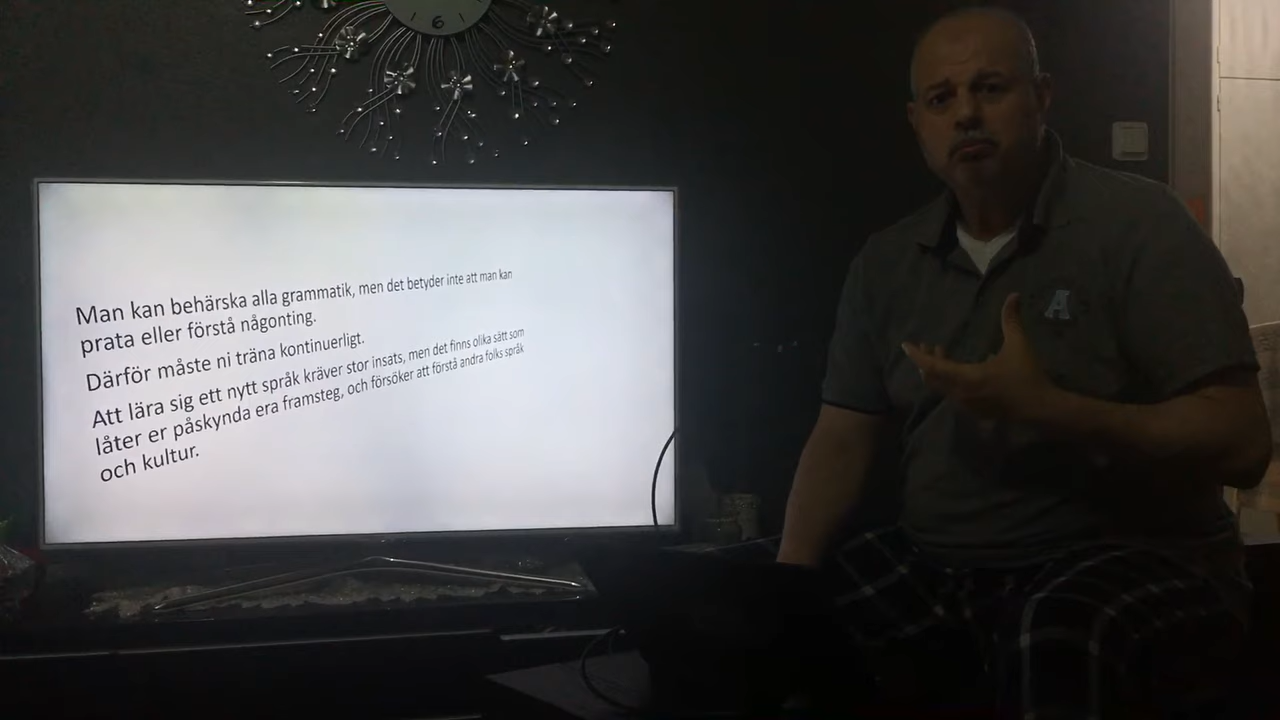 6
Man kan behärska alla grammatik, men det betyder inte att man kan
prata eller förstå någonting.
Därför måste ni träna kontinuerligt.
Att lära sig ett nytt språk kräver stor insats, men det finns olika sätt som
låter er påskynda era framsteg, och försöker att förstå andra folks språk
och kultur.
A